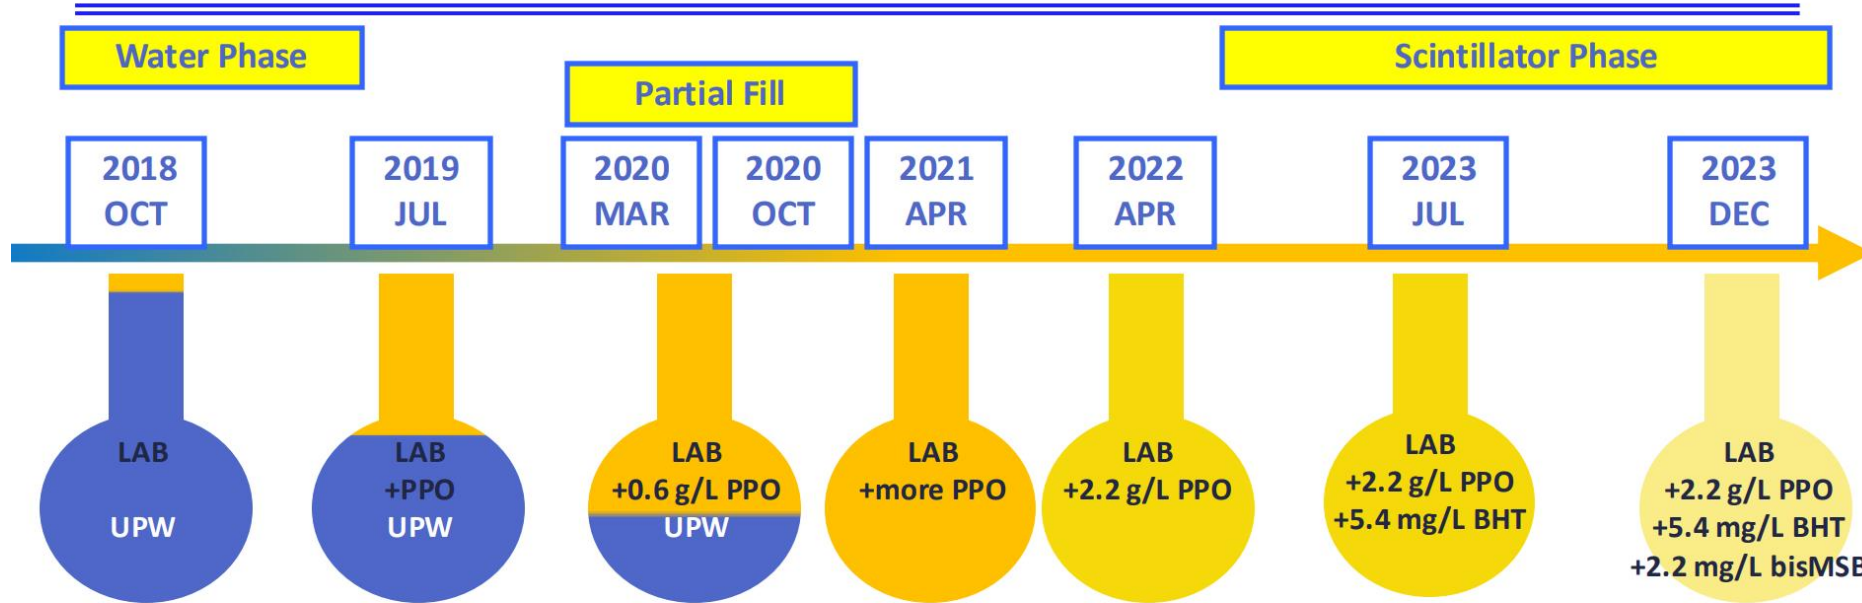 Water Phase
Partial Fill
Scintillator Phase
2018
OCT
2019
JUL
2020
MAR
2020
OCT
2021
APR
2022
APR
2023
JUL
2023
DEC
LAB
UPW
LAB
+PPO
UPW
LAB
+0.6 g/L PPO
UPW
LAB
+more PPO
LAB
+2.2 g/L PPO
LAB
+2.2 g/L PPO
+5.4 mg/L BHT
LAB
+2.2 g/L PPO
+5.4 mg/L BHT
+2.2 mg/L bisMSB